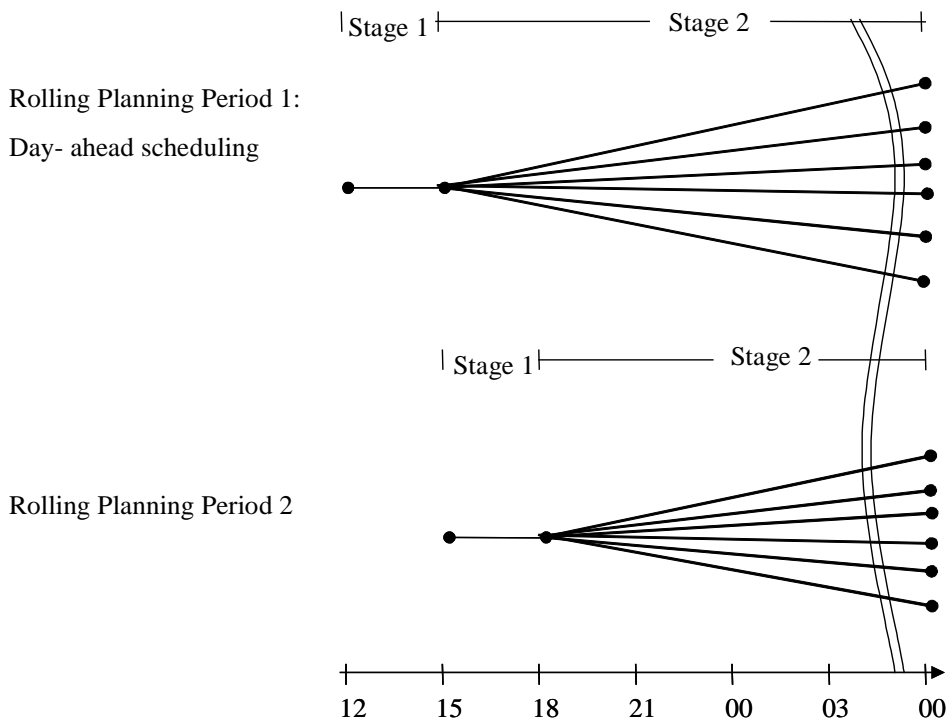 Stage 1 Stage 2
Rolling Planning Period 1:
Day- ahead scheduling
Stage 1 Stage 2
Rolling Planning Period 2
12 15 18 21 00 03 00